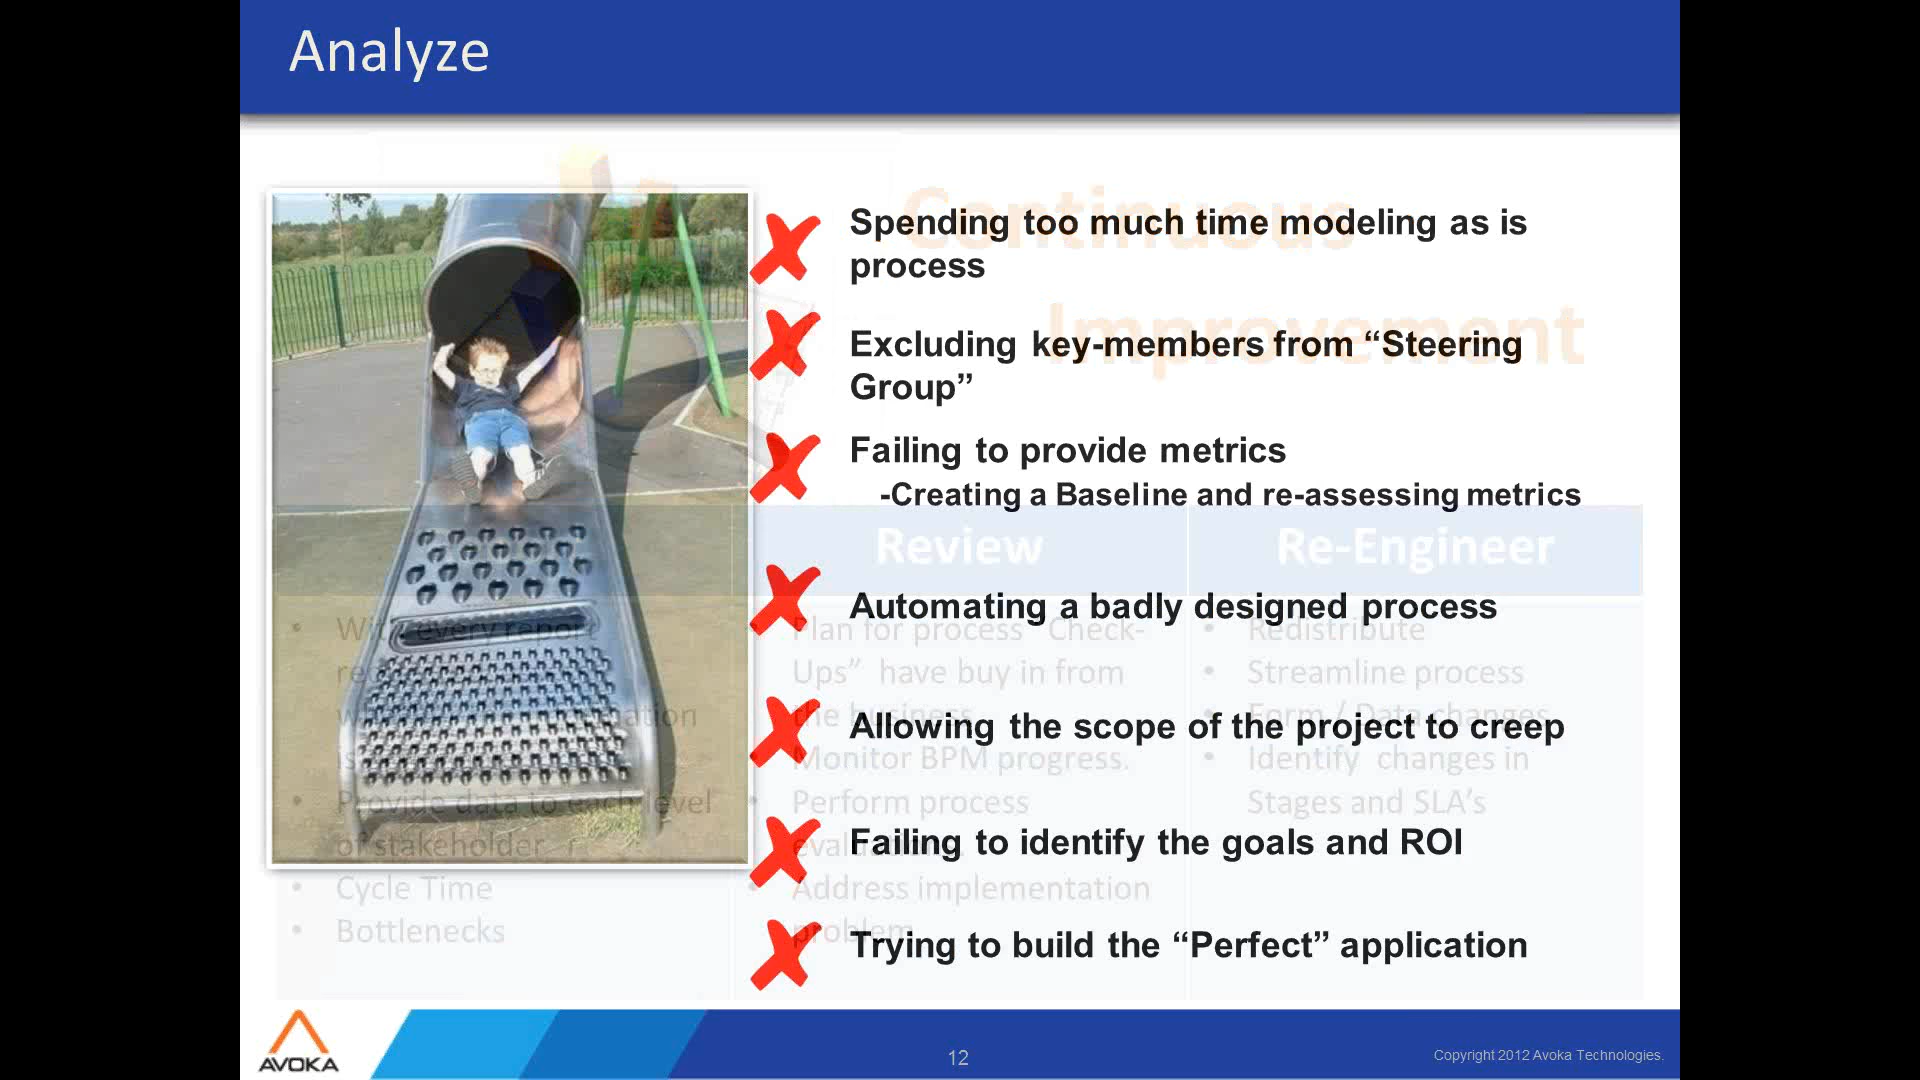 Analyze
Continuous
Improvement
Spending too much time modeling as is
process
Excluding key-members from “Steering
Group”
Failing to provide metrics
-Creating a Baseline and re-assessing metrics
Automating a badly designed process
Allowing the scope of the project to creep
Failing to identify the goals and ROI
Trying to build the “Perfect” application
• With every report
• Provide data to each level
of stakeholder
• Cycle Time
• Bottlenecks
Review
Plan for process Check-
Ups” have buy in from
the business
Monitor BPM progress.
• Perform process
• Address implementation
problem
Re-Engineer
• Redistribute
• Streamline process
• Form / Data changes
• Identify changes in
Stages and SLA’s
AVOKA
12
Copyright 2012 Avoka Technologies.